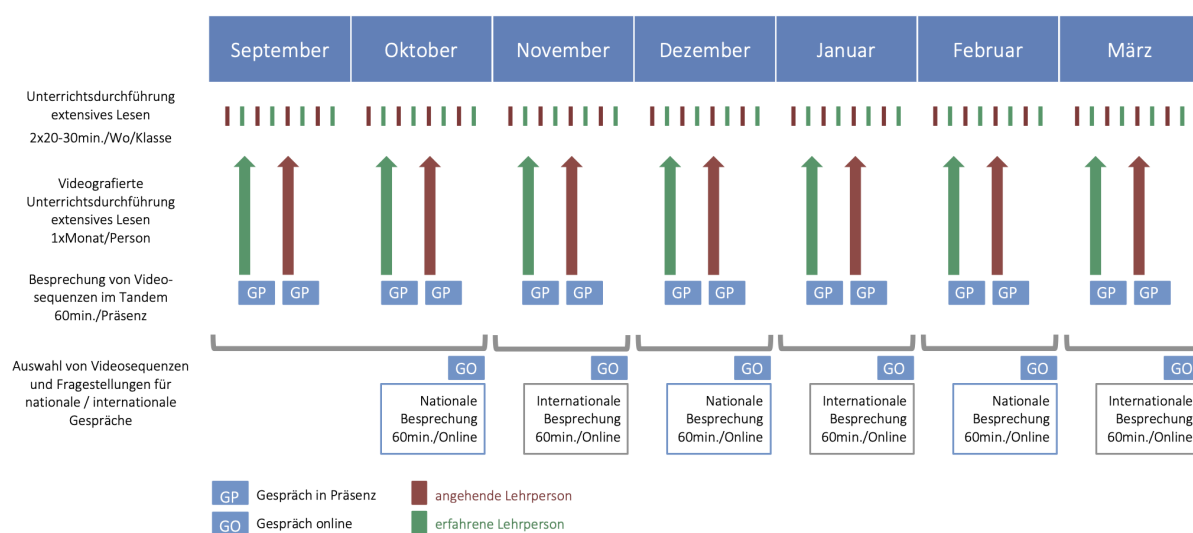 September Oktober November Dezember Januar Februar März
Unterrichtsdurchführung
extensives Lesen
2x20-30min./Wo/Klasse
Videografierte
Unterrichtsdurchführung
extensives Lesen
1xMonat/Person
Besprechung von Video-
sequenzen im Tandem
60min./Präsenz
GP GP GP GP GP GP GP GP GP GP GP GP GP GP
Auswahl von Videosequenzen
und Fragestellungen für
nationale / internationale
Gespräche
GO GO GO GO GO GO
Nationale
Besprechung
60min./Online
Internationale
Besprechung
60min./Online
Nationale
Besprechung
60min./Online
Internationale
Besprechung
60min./Online
Nationale
Besprechung
60min./Online
Internationale
Besprechung
60min./Online
GP Gespräch in Präsenz
angehende Lehrperson
GO Gespräch online
erfahrene Lehrperson